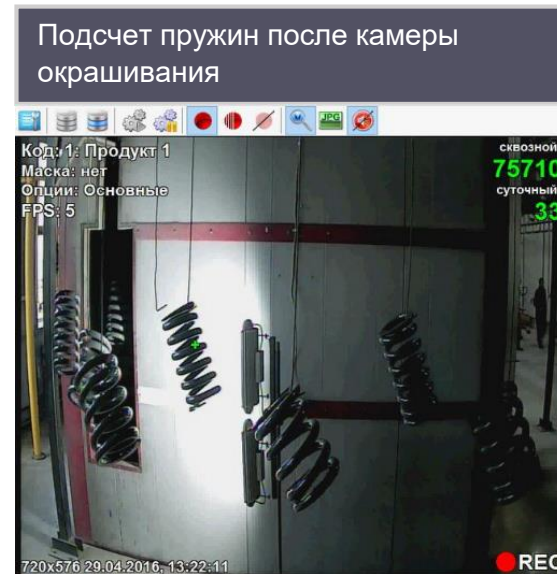 Подсчет пружин после камеры
окрашивания
M
JPG
Код: 1: Продукт 1
Маска: нет
Опции: Основные
FPS: 5
сквозной
75710
суточный
33
720x576 29.04.2016, 13:22:11
REC